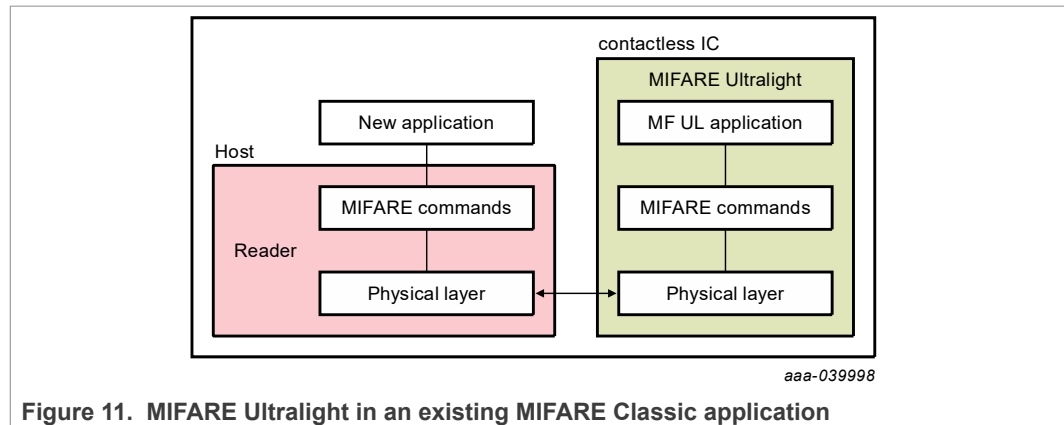 contactless IC
MIFARE Ultralight
New application
MF UL application
Host
MIFARE commands
MIFARE commands
Reader
Physical layer
Physical layer
aaa-039998
Figure 11. MIFARE Ultralight in an existing MIFARE Classic application